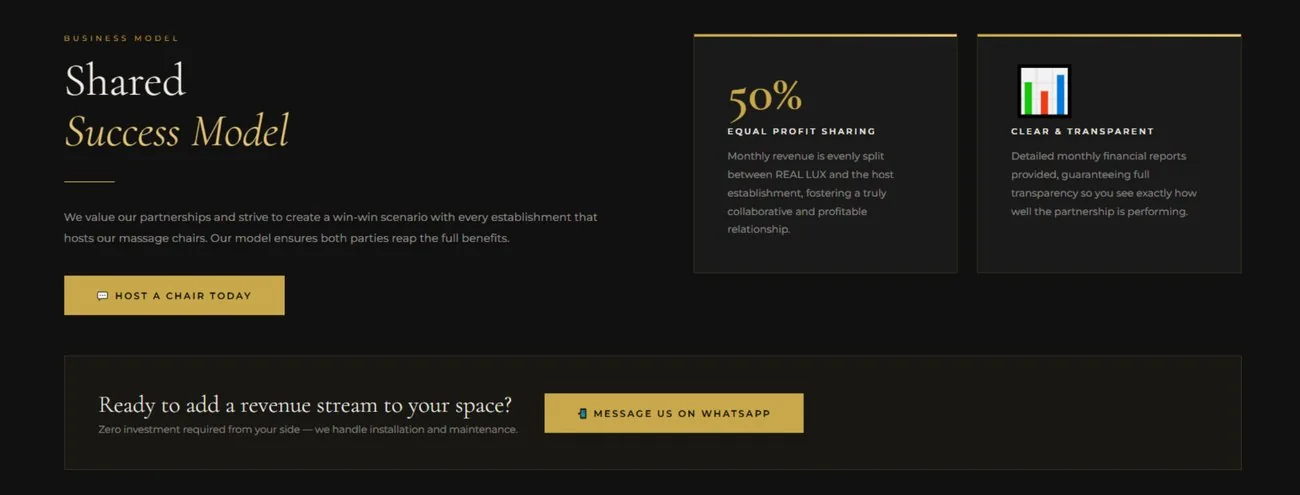 BUSINESS MODEL
Shared
Success Model
We value our partnerships and strive to create a win-win scenario with every establishment that
hosts our massage chairs. Our model ensures both parties reap the full benefits.
HOST A CHAIR TODAY
50%
EQUAL PROFIT SHARING
Monthly revenue is evenly split
between REAL LUX and the host
establishment, fostering a truly
collaborative and profitable
relationship.
CLEAR & TRANSPARENT
Detailed monthly financial reports
provided, guaranteeing full
transparency so you see exactly how
well the partnership is performing.
Ready to add a revenue stream to your space?
Zero investment required from your side — we handle installation and maintenance.
MESSAGE US ON WHATSAPP